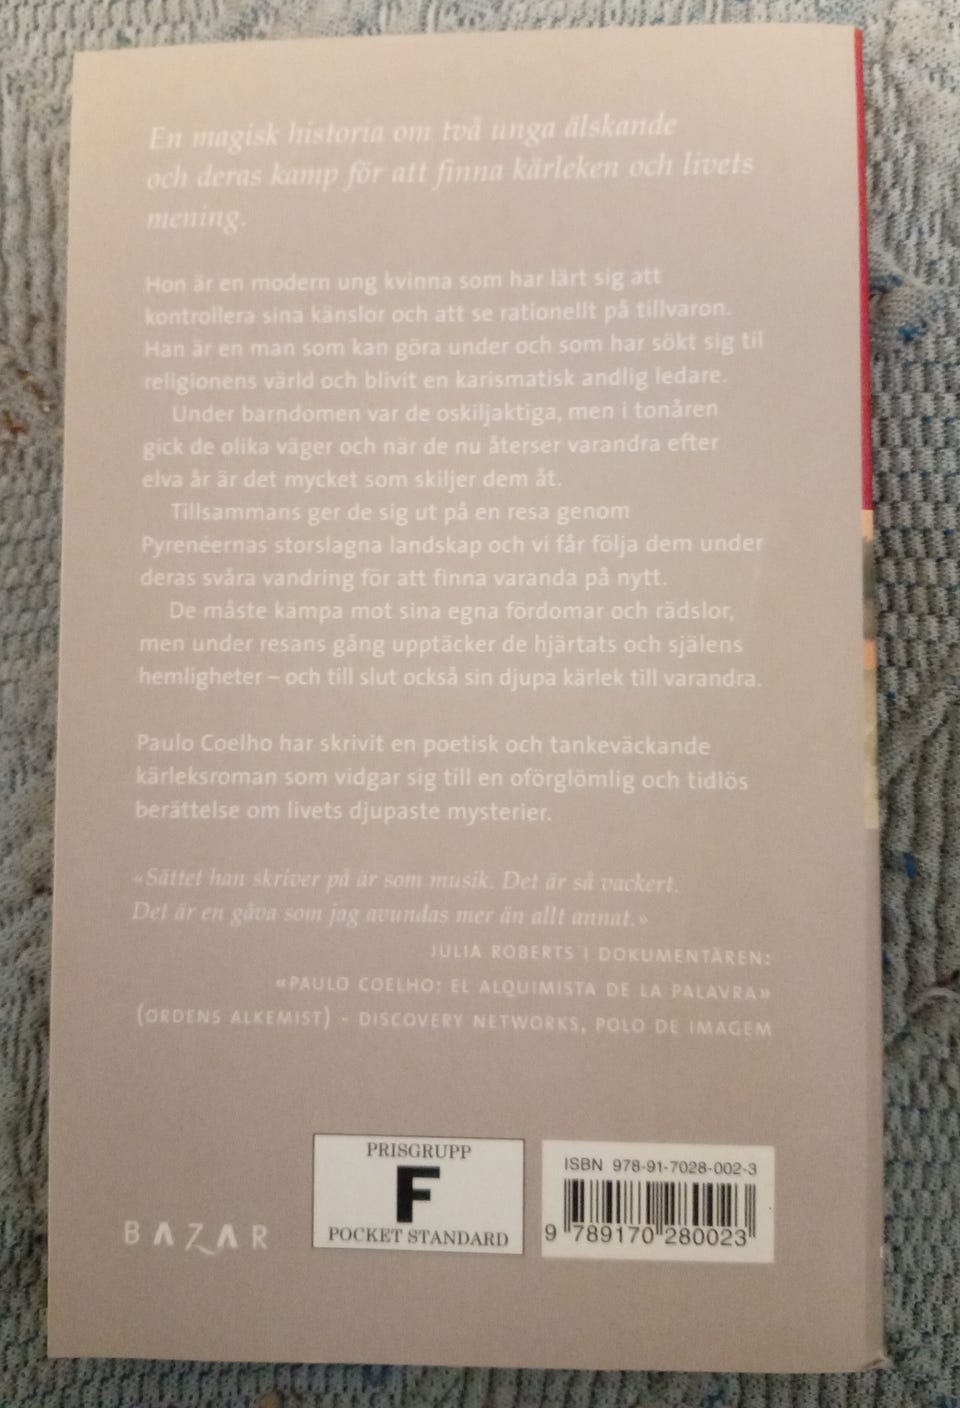 En magisk historia om två unga älskande
och deras kamp för att finna kärleken och livets
mening.
Hon är en modern ung kvinna som har lärt sig att
kontrollera sina känslor och att se rationellt på tillvaron.
Han är en man som kan göra under och som har sökt sig til
religionens värld och blivit en karismatisk andlig ledare.
Under barndomen var de oskiljaktiga, men i tonåren
gick de olika väger och när de nu återser varandra efter
elva år är det mycket som skiljer dem åt.
Tillsammans ger de sig ut på en resa genom
Pyrenéernas storslagna landskap och vi får följa dem under
deras svåra vandring för att finna varanda på nytt.
De måste kämpa mot sina egna fördomar och rädslor,
men under resans gång upptäcker de hjärtats och själens
hemligheter – och till slut också sin djupa kärlek till varandra.
Paulo Coelho har skrivit en poetisk och tankeväckande
kärleksroman som vidgar sig till en oförglömlig och tidlös
berättelse om livets djupaste mysterier.
«Sättet han skriver på är som musik. Det är så vackert.
Det är en gåva som jag avundas mer än allt annat.»
JULIA ROBERTS I DOKUMENTÄREN:
«PAULO COELHO: EL ALQUIMISTA DE LA PALAVRA»
(ORDENS ALKEMIST) – DISCOVERY NETWORKS, POLO DE IMAGEM
BAZAR
PRISGRUPP
F
POCKET STANDARD
ISBN 978-91-7028-002-3
9 789170 280023